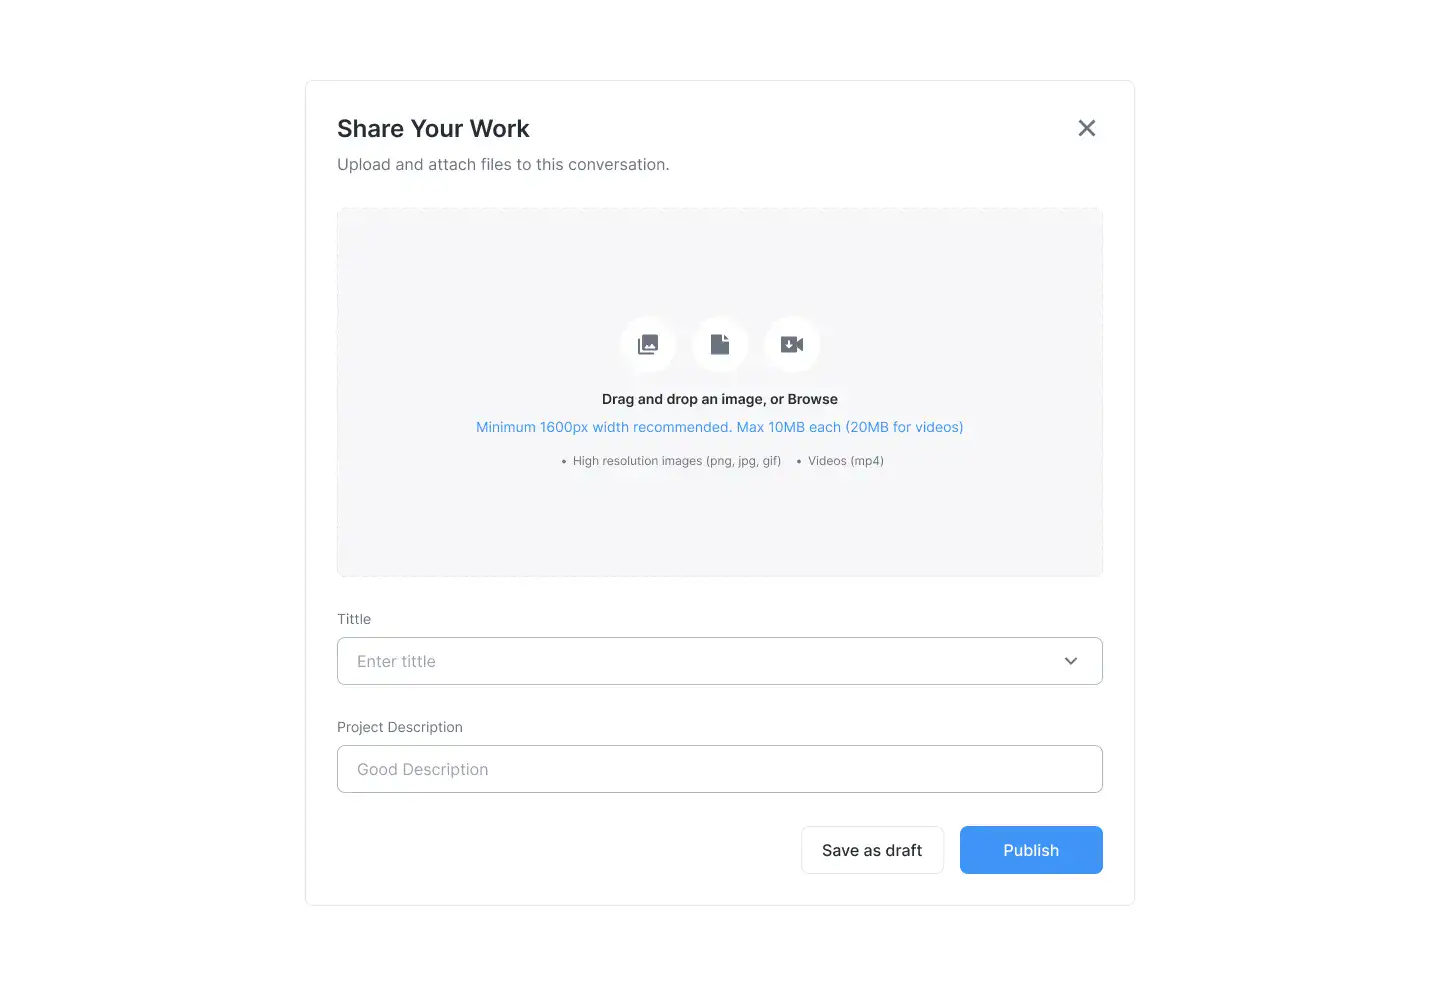 Share Your Work
Upload and attach files to this conversation.
Drag and drop an image, or Browse
Minimum 1600px width recommended. Max 10MB each (20MB for videos)
• High resolution images (png, jpg, gif) • Videos (mp4)
Tittle
Enter tittle
Project Description
Good Description
Save as draft
Publish